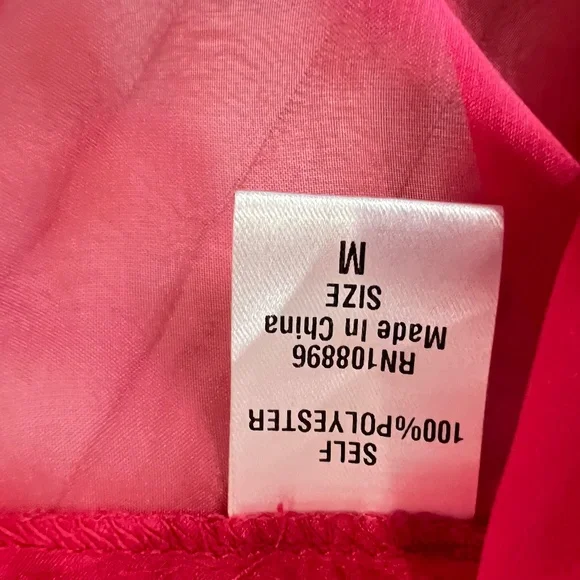 SELF
100%POLYESTER
RN108896
Made In China
SIZE
M